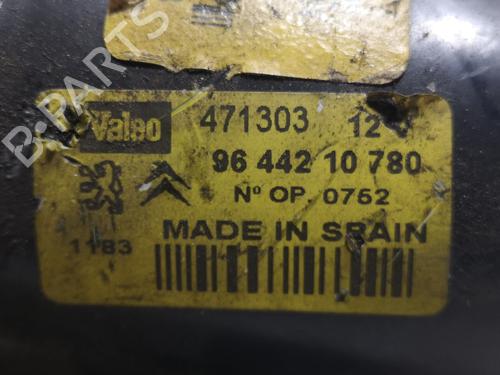 Valeo 471303 12 V
96 442 10 780
Nº OP 0752
1183 MADE IN SPAIN
B-PARTS